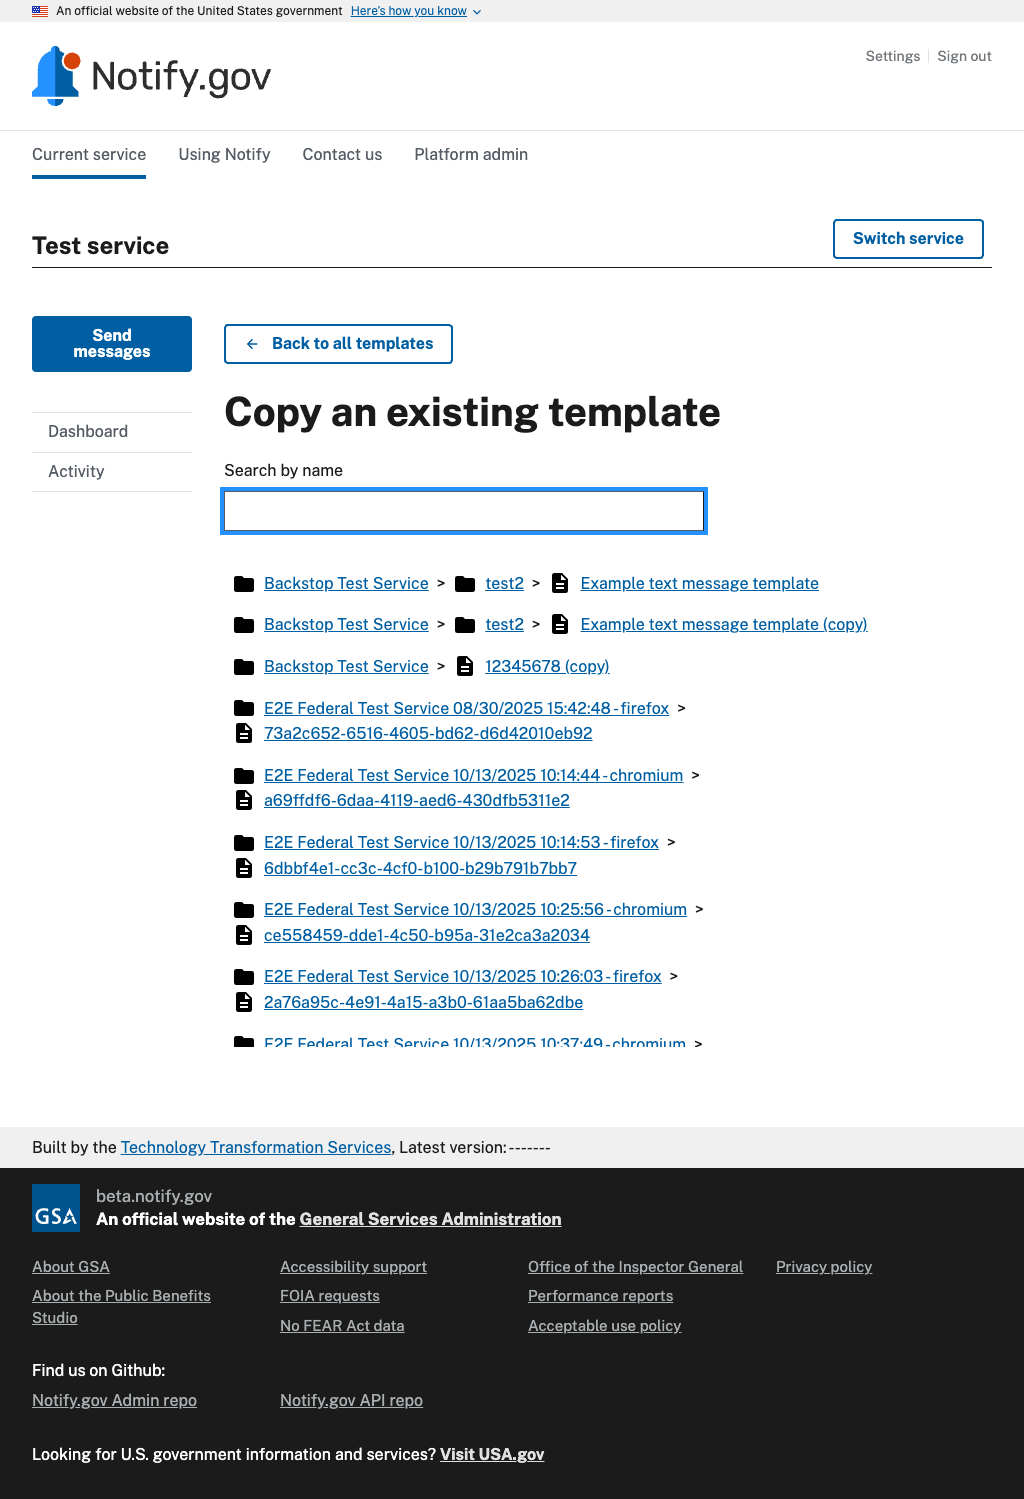 An official website of the United States government Here's how you know
Notify.gov
Settings Sign out
Current service Using Notify Contact us Platform admin
Test service
Switch service
Send
messages
Back to all templates
Copy an existing template
Dashboard
Activity
Search by name
Backstop Test Service > test2 > Example text message template
Backstop Test Service > test2 > Example text message template (copy)
Backstop Test Service > 12345678 (copy)
E2E Federal Test Service 08/30/2025 15:42:48 - firefox >
73a2c652-6516-4605-bd62-d6d42010eb92
E2E Federal Test Service 10/13/2025 10:14:44 - chromium >
a69ffdf6-6daa-4119-aed6-430dfb5311e2
E2E Federal Test Service 10/13/2025 10:14:53 - firefox >
6dbbf4e1-cc3c-4cf0-b100-b29b791b7bb7
E2E Federal Test Service 10/13/2025 10:25:56 - chromium >
ce558459-dde1-4c50-b95a-31e2ca3a2034
E2E Federal Test Service 10/13/2025 10:26:03 - firefox >
2a76a95c-4e91-4a15-a3b0-61aa5ba62dbe
E2E Federal Test Service 10/13/2025 10:37:49 - chromium >
Built by the Technology Transformation Services, Latest version: -------
GSA
beta.notify.gov
An official website of the General Services Administration
About GSA
About the Public Benefits
Studio
Accessibility support
FOIA requests
No FEAR Act data
Office of the Inspector General
Performance reports
Acceptable use policy
Privacy policy
Find us on Github:
Notify.gov Admin repo Notify.gov API repo
Looking for U.S. government information and services? Visit USA.gov